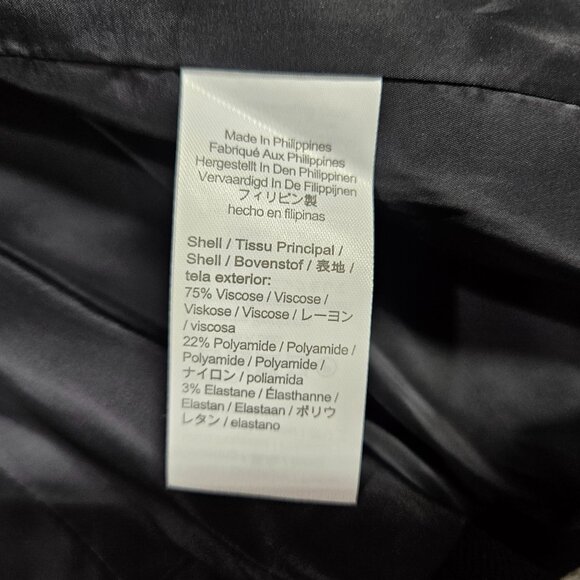 Made In Philippines
Fabriqué Aux Philippines
Hergestellt In Den Philippinen
Vervaardigd In De Filippijnen
フィリピン製
hecho en filipinas
Shell / Tissu Principal /
Shell / Bovenstof / 表地 /
tela exterior:
75% Viscose / Viscose /
Viskose / Viscose / レーヨン
/ viscosa
22% Polyamide / Polyamide /
Polyamide / Polyamide /
ナイロン / poliamida
3% Elastane / Élasthanne /
Elastan / Elastaan / ポリウ
レタン / elastano